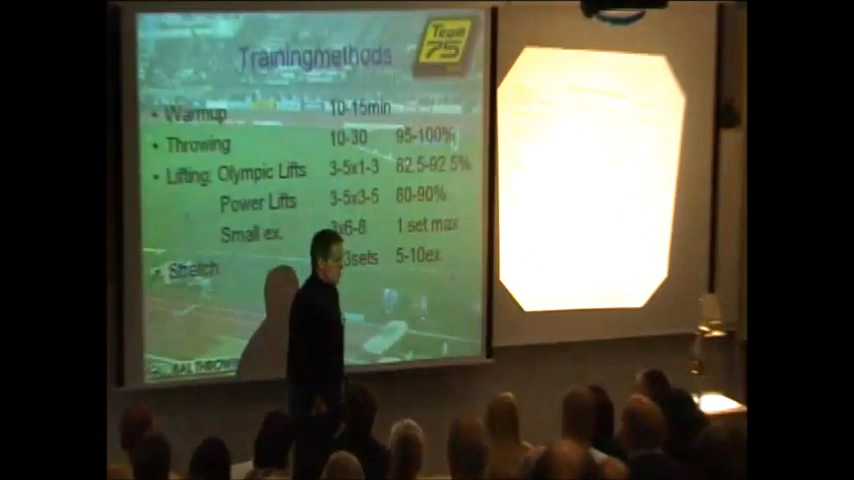 Team
75
Trainingmethods
• Warmup 10-15min
• Throwing 10-30 95-100%
• Lifting: Olympic Lifts 3-5x1-3 82.5-92.5%
Power Lifts 3-5x3-5 80-90%
Small ex. 3x6-8 1 set max
Stretch 3sets 5-10ex.